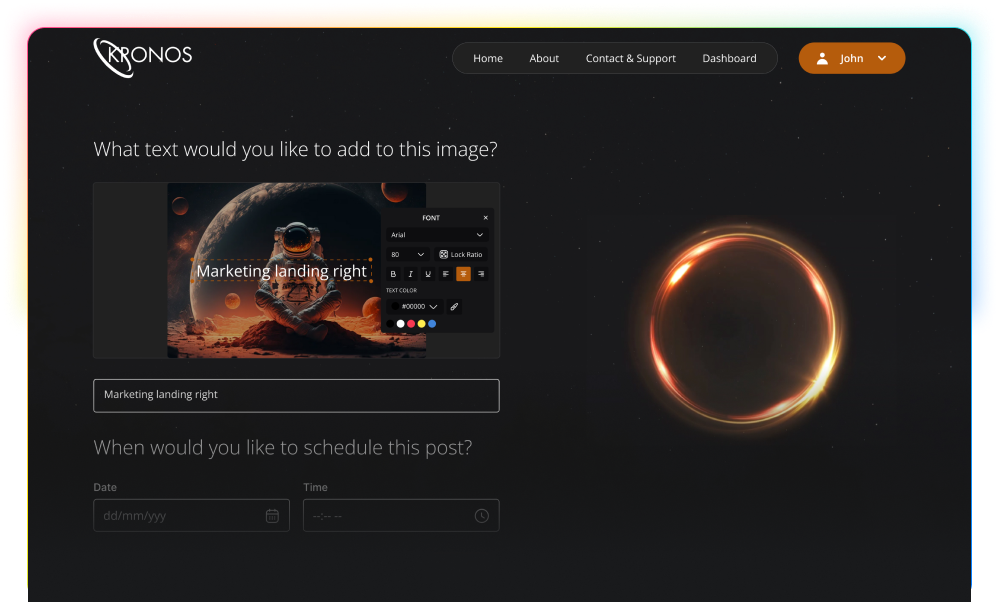 KRONOS
Home About Contact & Support Dashboard John
What text would you like to add to this image?
FONT
Arial
80 Lock Ratio
B I U
TEXT COLOR
#00000
Marketing landing right
Marketing landing right
When would you like to schedule this post?
Date Time
dd/mm/yyy --:-- --